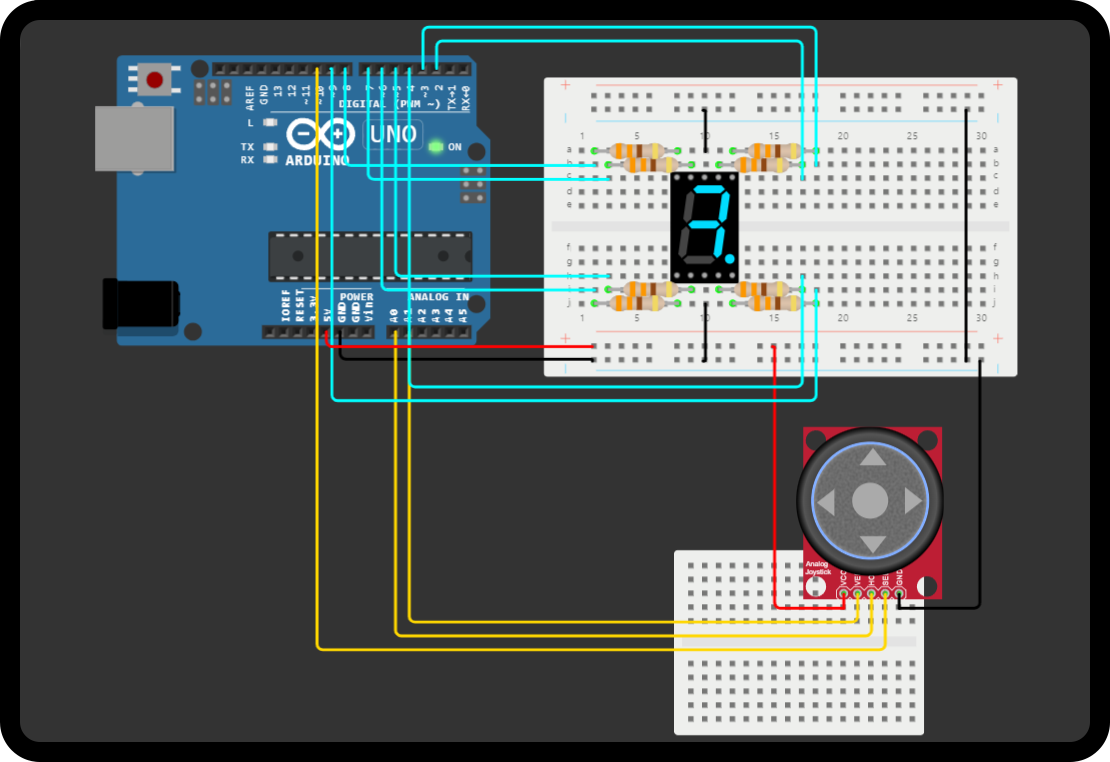 AREF
GND
13
12
~11
~10
~9
8
7
~6
~5
4
~3
2
TX→1
RX←0
DIGITAL (PWM ~)
L
TX
RX
UNO
ARDUINO
ON
IOREF
RESET
3.3V
5V
GND
GND
Vin
POWER
ANALOG IN
A0
A1
A2
A3
A4
A5
+ +
1 5 10 15 20 25 30
a a
b b
c c
d d
e e
f f
g g
h h
i i
j j
1 5 10 15 20 25 30
+ +
Analog
Joystick
VCC
GND